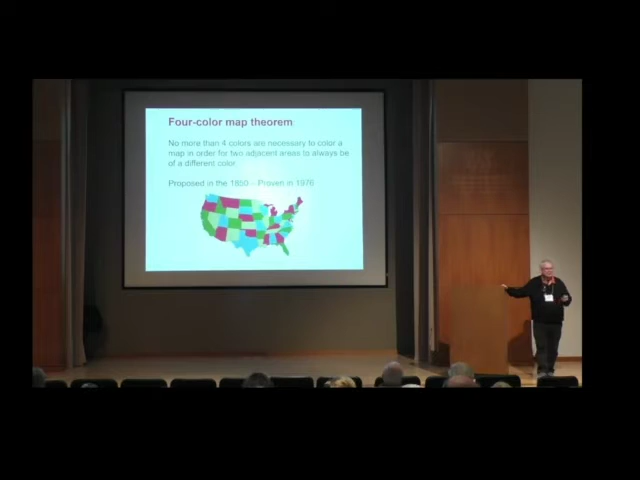 Four-color map theorem
No more than 4 colors are necessary to color a
map in order for two adjacent areas to always be
of a different color
Proposed in the 1850 – Proven in 1976